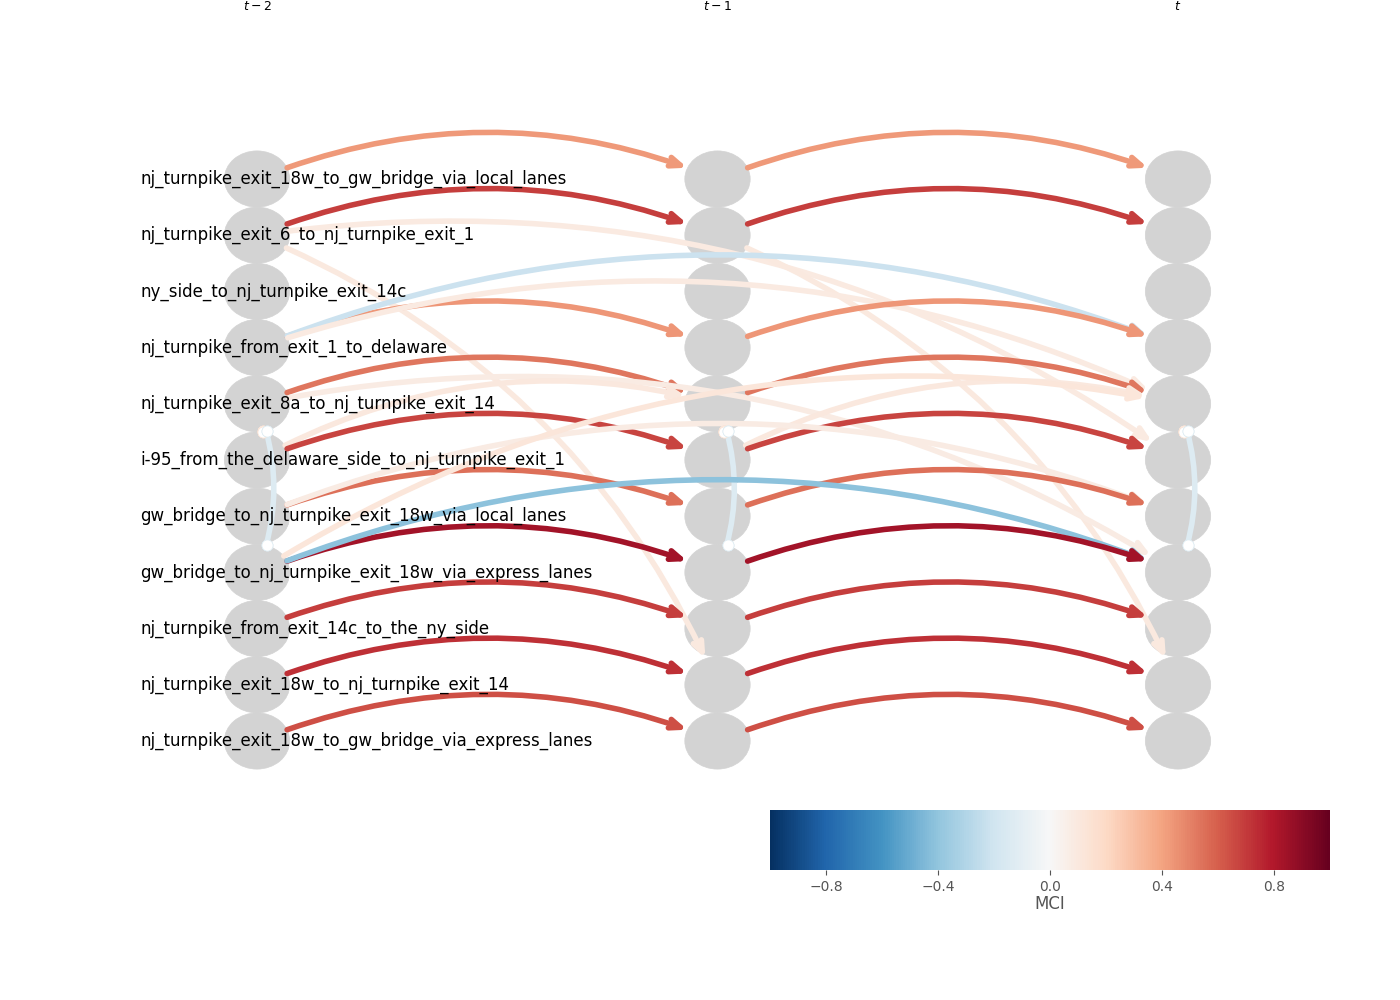 t − 2 t − 1 t
nj_turnpike_exit_18w_to_gw_bridge_via_local_lanes
nj_turnpike_exit_6_to_nj_turnpike_exit_1
ny_side_to_nj_turnpike_exit_14c
nj_turnpike_from_exit_1_to_delaware
nj_turnpike_exit_8a_to_nj_turnpike_exit_14
i-95_from_the_delaware_side_to_nj_turnpike_exit_1
gw_bridge_to_nj_turnpike_exit_18w_via_local_lanes
gw_bridge_to_nj_turnpike_exit_18w_via_express_lanes
nj_turnpike_from_exit_14c_to_the_ny_side
nj_turnpike_exit_18w_to_nj_turnpike_exit_14
nj_turnpike_exit_18w_to_gw_bridge_via_express_lanes
−0.8 −0.4 0.0 0.4 0.8
MCI